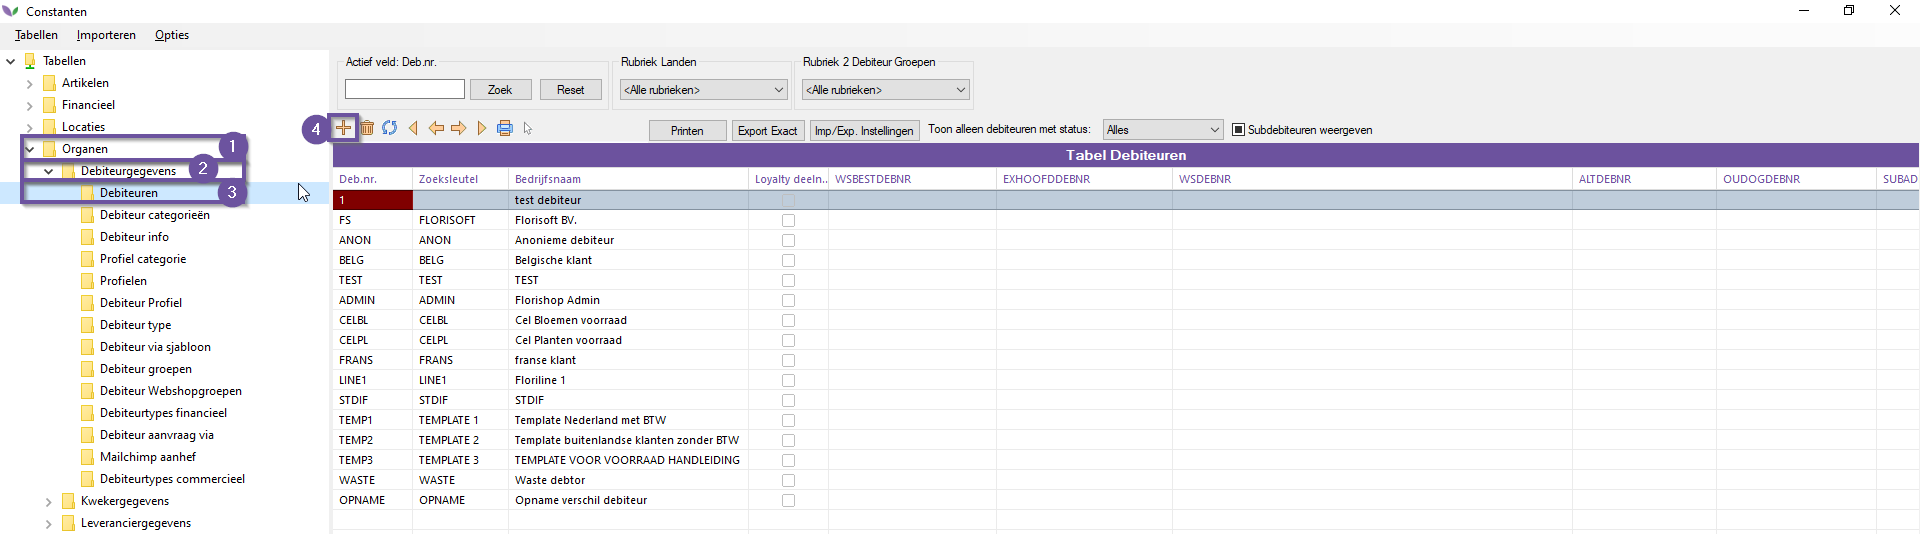 Constanten
Tabellen Importeren Opties
Tabellen
Artikelen
Financieel
Locaties
Organen 1
Debiteurgegevens 2
Debiteuren 3
Debiteur categorieën
Debiteur info
Profiel categorie
Profielen
Debiteur Profiel
Debiteur type
Debiteur via sjabloon
Debiteur groepen
Debiteur Webshopgroepen
Debiteurtypes financieel
Debiteur aanvraag via
Mailchimp aanhef
Debiteurtypes commercieel
Kwekergegevens
Leveranciergegevens
Actief veld: Deb.nr. Rubriek Landen Rubriek 2 Debiteur Groepen
Zoek Reset <Alle rubrieken> <Alle rubrieken>
4 Printen Export Exact Imp/Exp. Instellingen Toon alleen debiteuren met status: Alles Subdebiteuren weergeven
Tabel Debiteuren
Deb.nr. Zoeksleutel Bedrijfsnaam Loyalty deeln.. WSBESTDEBNR EXHOOFDDEBNR WSDEBNR ALTDEBNR OUDOGDEBNR SUBAD
1 test debiteur
FS FLORISOFT Florisoft BV.
ANON ANON Anonieme debiteur
BELG BELG Belgische klant
TEST TEST TEST
ADMIN ADMIN Florishop Admin
CELBL CELBL Cel Bloemen voorraad
CELPL CELPL Cel Planten voorraad
FRANS FRANS franse klant
LINE1 LINE1 Floriline 1
STDIF STDIF STDIF
TEMP1 TEMPLATE 1 Template Nederland met BTW
TEMP2 TEMPLATE 2 Template buitenlandse klanten zonder BTW
TEMP3 TEMPLATE 3 TEMPLATE VOOR VOORRAAD HANDLEIDING
WASTE WASTE Waste debtor
OPNAME OPNAME Opname verschil debiteur